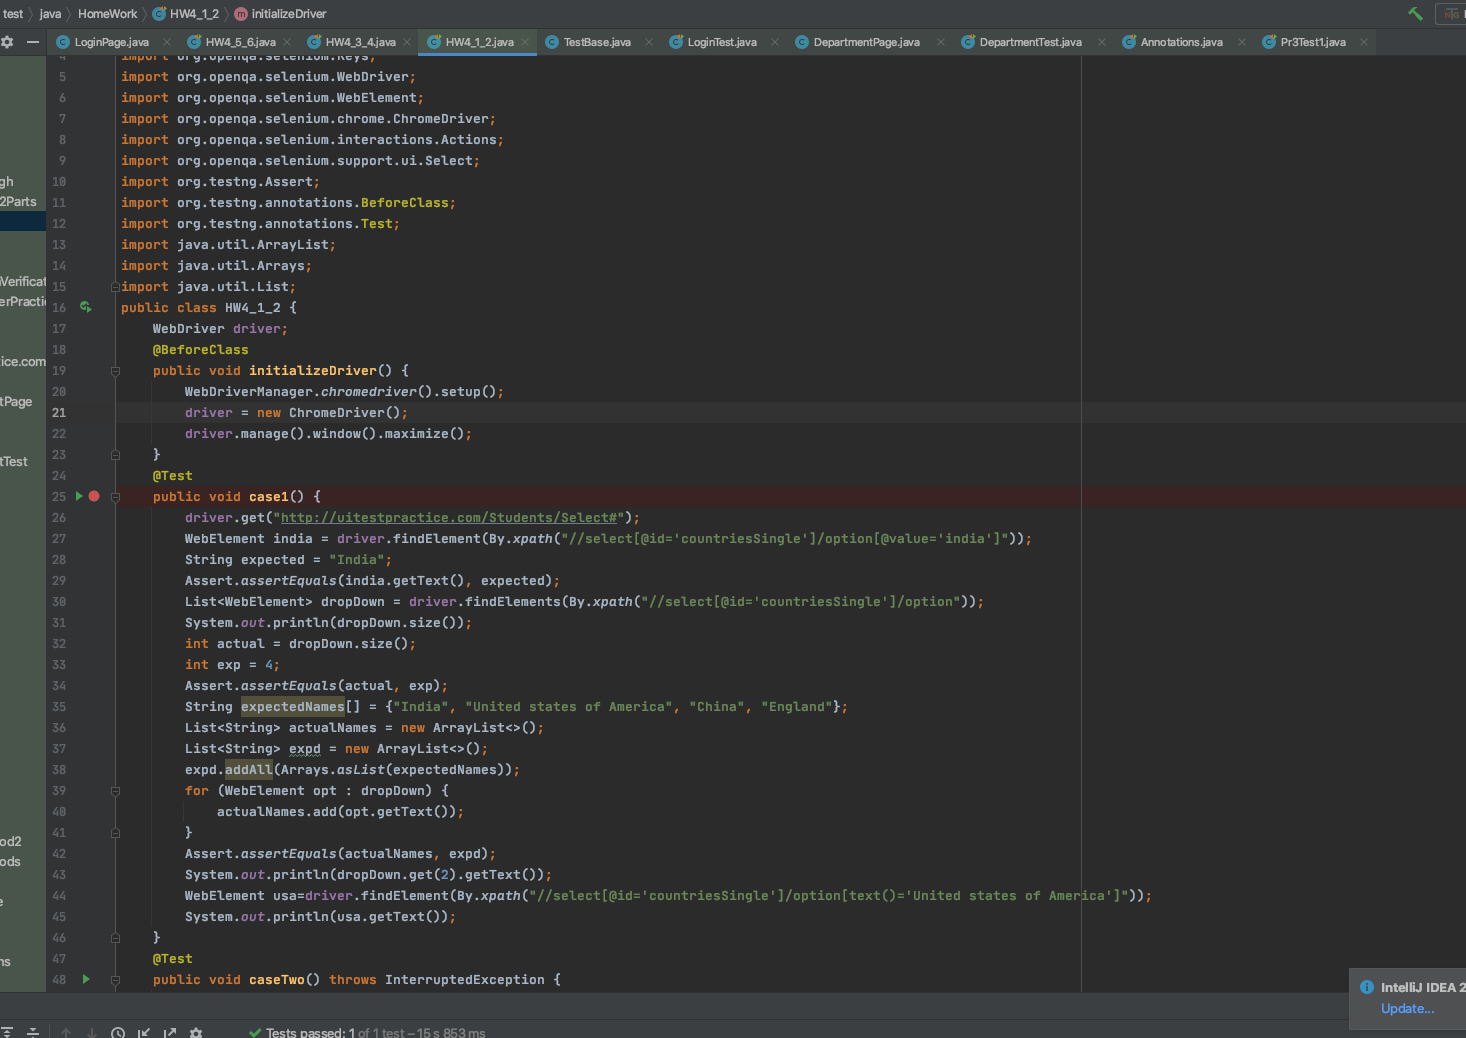 test java HomeWork HW4_1_2 initializeDriver
LoginPage.java HW4_5_6.java HW4_3_4.java HW4_1_2.java TestBase.java LoginTest.java DepartmentPage.java DepartmentTest.java Annotations.java Pr3Test1.java
4 import org.openqa.selenium.Keys;
5 import org.openqa.selenium.WebDriver;
6 import org.openqa.selenium.WebElement;
7 import org.openqa.selenium.chrome.ChromeDriver;
8 import org.openqa.selenium.interactions.Actions;
9 import org.openqa.selenium.support.ui.Select;
gh
10 import org.testng.Assert;
2Parts
11 import org.testng.annotations.BeforeClass;
12 import org.testng.annotations.Test;
13 import java.util.ArrayList;
14 import java.util.Arrays;
Verificat
15 import java.util.List;
erPractic
16 public class HW4_1_2 {
17 WebDriver driver;
18 @BeforeClass
ice.com
19 public void initializeDriver() {
20 WebDriverManager.chromedriver().setup();
tPage
21 driver = new ChromeDriver();
22 driver.manage().window().maximize();
23 }
tTest
24 @Test
25 public void case1() {
26 driver.get("http://uitestpractice.com/Students/Select#");
27 WebElement india = driver.findElement(By.xpath("//select[@id='countriesSingle']/option[@value='india']"));
28 String expected = "India";
29 Assert.assertEquals(india.getText(), expected);
30 List<WebElement> dropDown = driver.findElements(By.xpath("//select[@id='countriesSingle']/option"));
31 System.out.println(dropDown.size());
32 int actual = dropDown.size();
33 int exp = 4;
34 Assert.assertEquals(actual, exp);
35 String expectedNames[] = {"India", "United states of America", "China", "England"};
36 List<String> actualNames = new ArrayList<>();
37 List<String> expd = new ArrayList<>();
38 expd.addAll(Arrays.asList(expectedNames));
39 for (WebElement opt : dropDown) {
40 actualNames.add(opt.getText());
41 }
od2
42 Assert.assertEquals(actualNames, expd);
ods
43 System.out.println(dropDown.get(2).getText());
44 WebElement usa=driver.findElement(By.xpath("//select[@id='countriesSingle']/option[text()='United states of America']"));
e
45 System.out.println(usa.getText());
46 }
47 @Test
ns
48 public void caseTwo() throws InterruptedException {
IntelliJ IDEA 2
Update...
Tests passed: 1 of 1 test – 15 s 853 ms